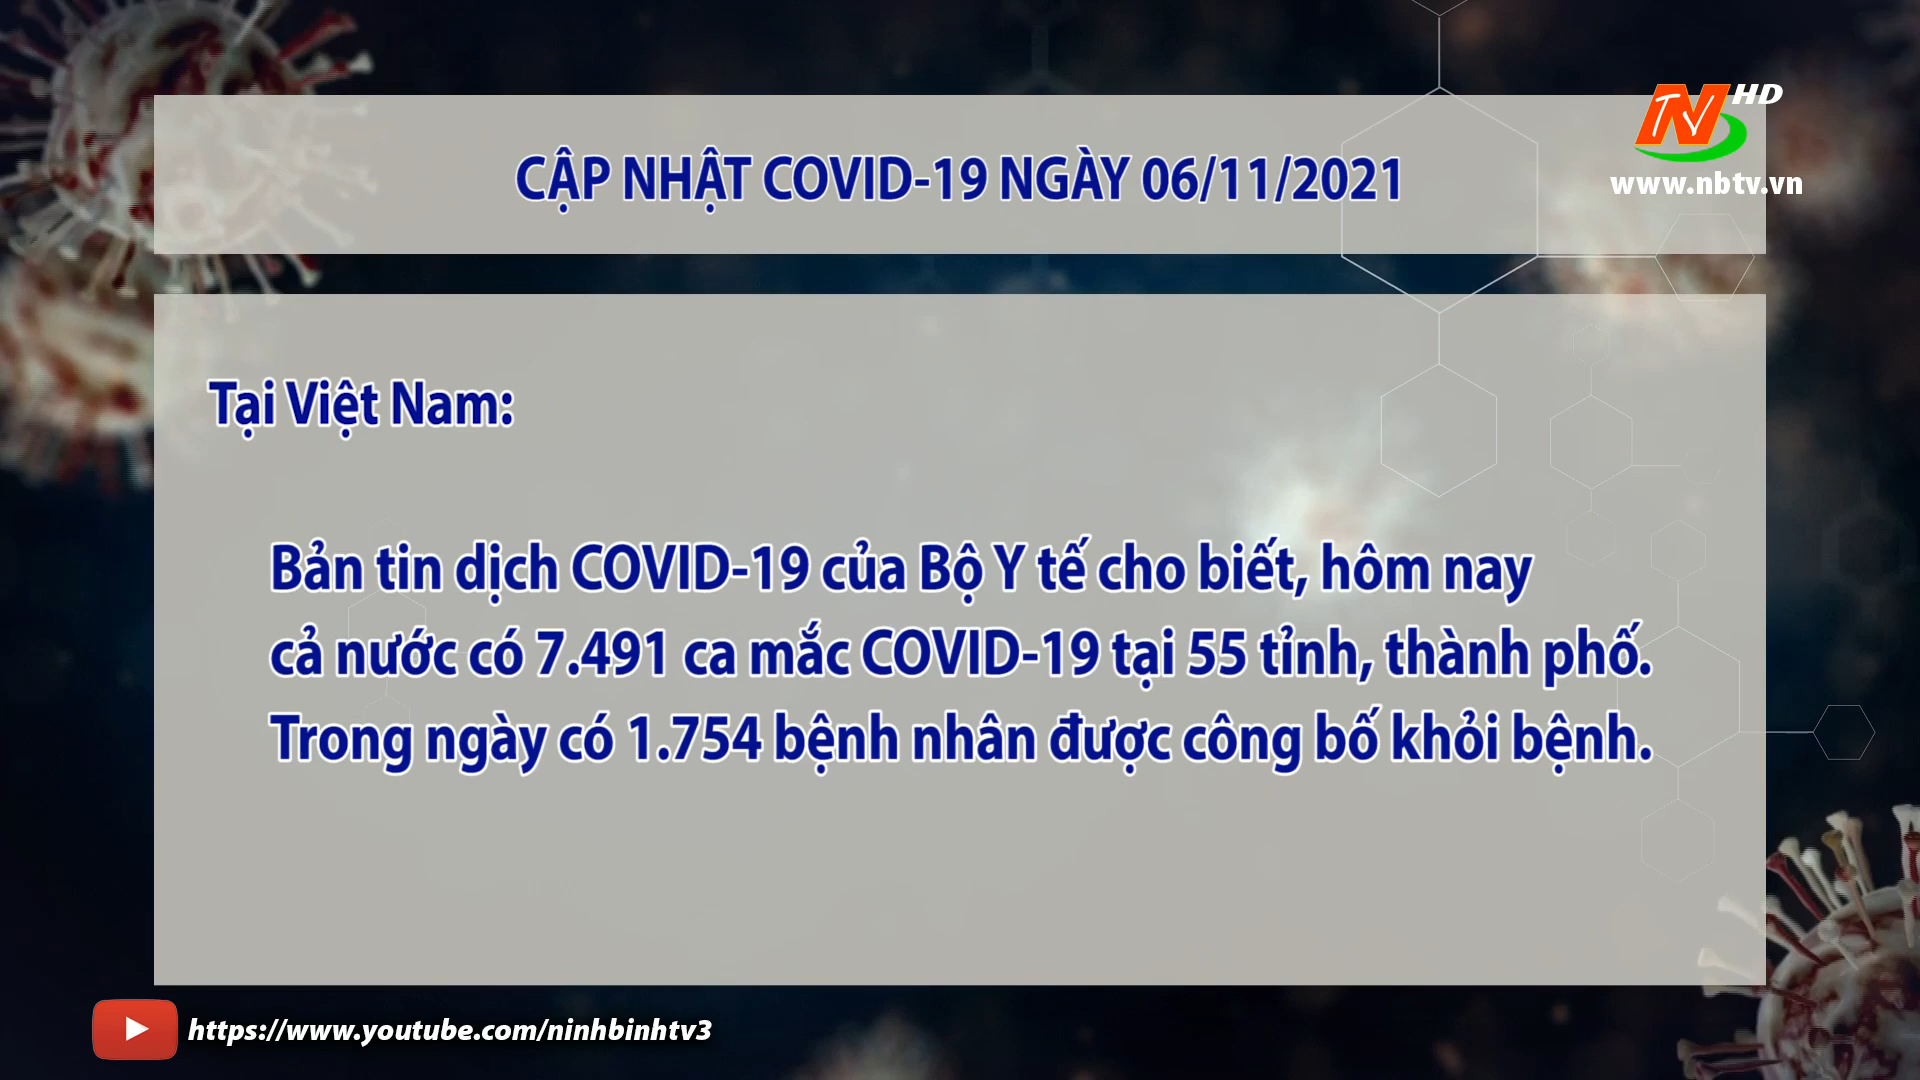 CẬP NHẬT COVID-19 NGÀY 06/11/2021
NTV HD
www.nbtv.vn
Tại Việt Nam:
Bản tin dịch COVID-19 của Bộ Y tế cho biết, hôm nay
cả nước có 7.491 ca mắc COVID-19 tại 55 tỉnh, thành phố.
Trong ngày có 1.754 bệnh nhân được công bố khỏi bệnh.
https://www.youtube.com/ninhbinhtv3